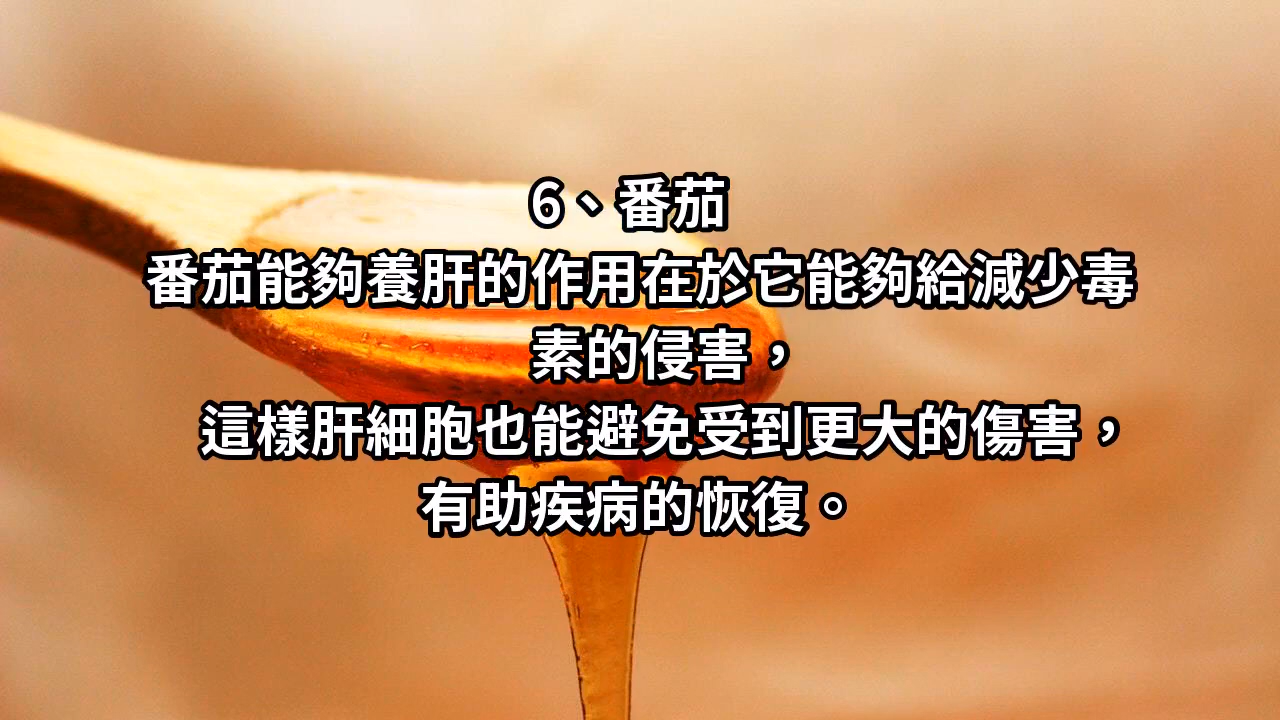 6、番茄
番茄能夠養肝的作用在於它能夠給減少毒
素的侵害，
這樣肝細胞也能避免受到更大的傷害，
有助疾病的恢復。